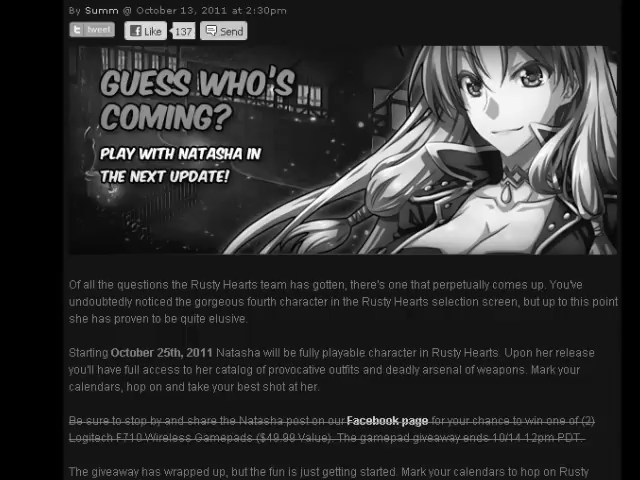 By Summ @ October 13, 2011 at 2:30pm
tweet Like 137 Send
GUESS WHO'S
COMING?
PLAY WITH NATASHA IN
THE NEXT UPDATE!
Of all the questions the Rusty Hearts team has gotten, there's one that perpetually comes up. You've
undoubtedly noticed the gorgeous fourth character in the Rusty Hearts selection screen, but up to this point
she has proven to be quite elusive.
Starting October 25th, 2011 Natasha will be fully playable character in Rusty Hearts. Upon her release
you'll have full access to her catalog of provocative outfits and deadly arsenal of weapons. Mark your
calendars, hop on and take your best shot at her.
Be sure to stop by and share the Natasha post on our Facebook page for your chance to win one of (2)
Logitech F710 Wireless Gamepads ($49.99 Value). The gamepad giveaway ends 10/14 12pm PDT.
The giveaway has wrapped up, but the fun is just getting started. Mark your calendars to hop on Rusty